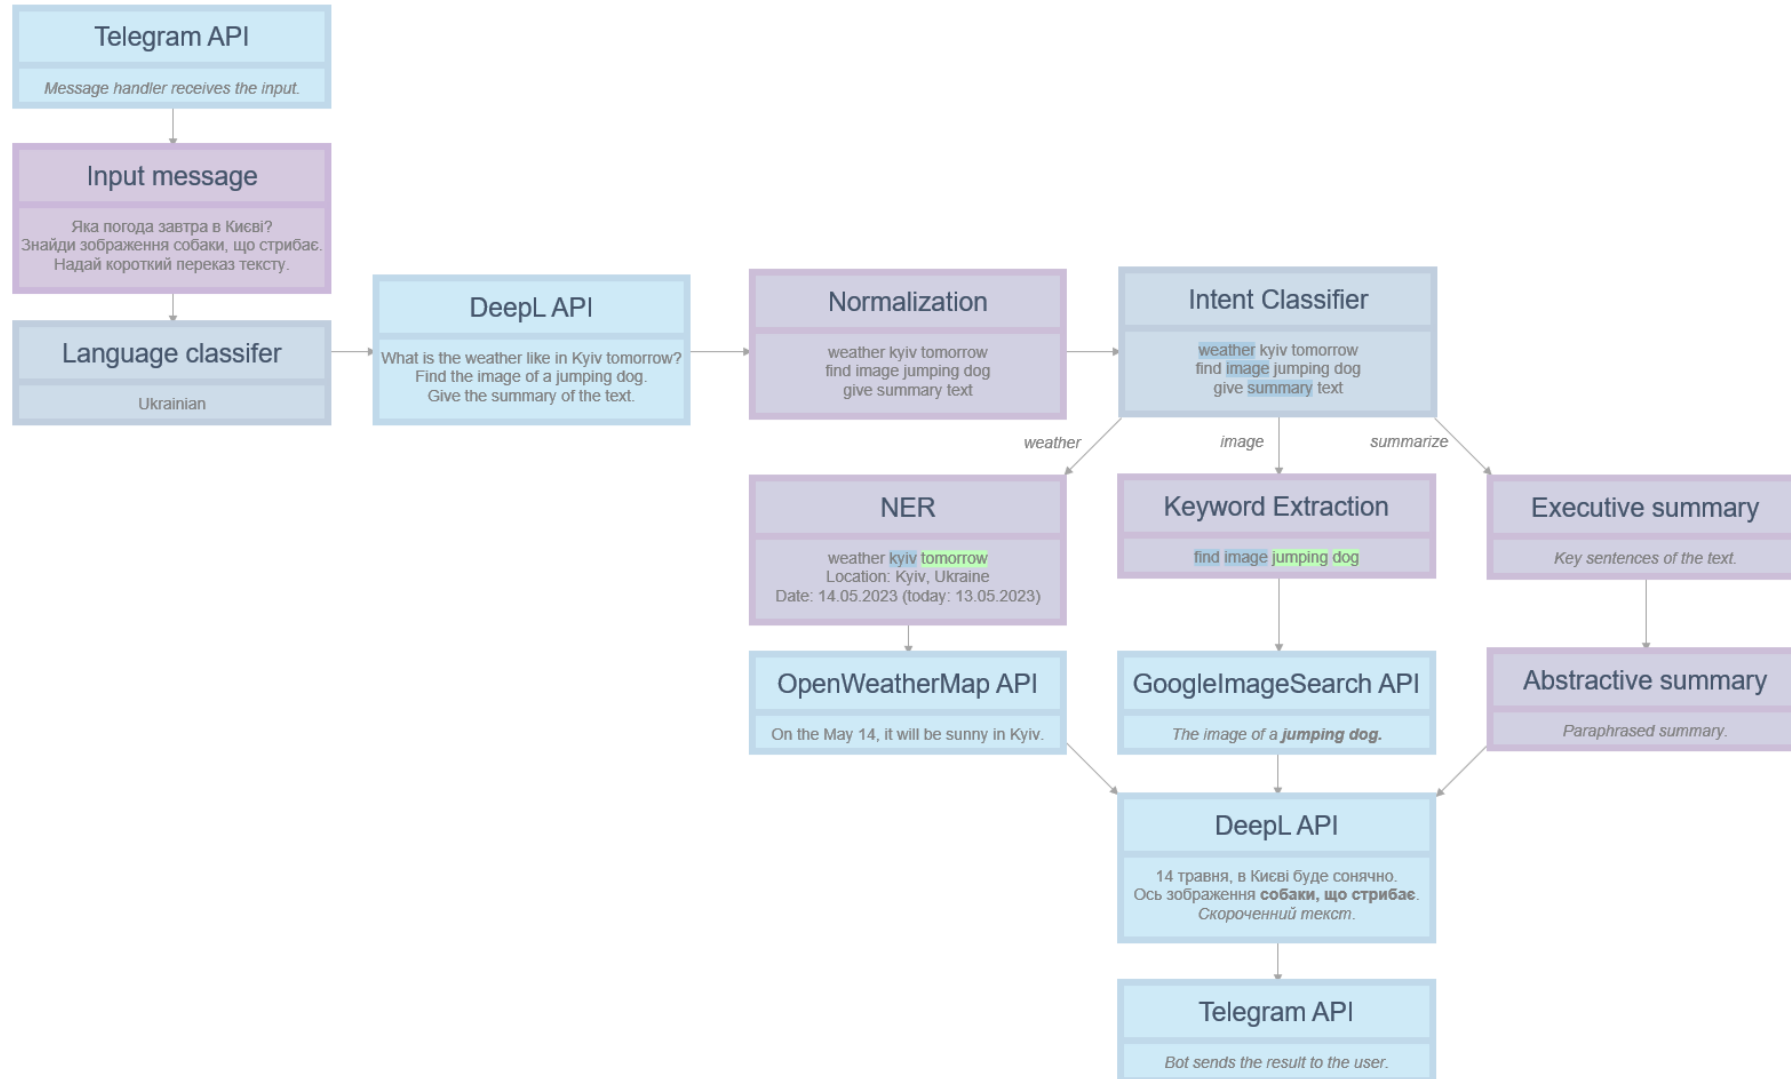 Telegram API
Message handler receives the input.
Input message
Яка погода завтра в Києві?
Знайди зображення собаки, що стрибає.
Надай короткий переказ тексту.
Language classifer
Ukrainian
DeepL API
What is the weather like in Kyiv tomorrow?
Find the image of a jumping dog.
Give the summary of the text.
Normalization
weather kyiv tomorrow
find image jumping dog
give summary text
Intent Classifier
weather kyiv tomorrow
find image jumping dog
give summary text
weather
image
summarize
NER
weather kyiv tomorrow
Location: Kyiv, Ukraine
Date: 14.05.2023 (today: 13.05.2023)
Keyword Extraction
find image jumping dog
Executive summary
Key sentences of the text.
OpenWeatherMap API
On the May 14, it will be sunny in Kyiv.
GoogleImageSearch API
The image of a jumping dog.
Abstractive summary
Paraphrased summary.
DeepL API
14 травня, в Києві буде сонячно.
Ось зображення собаки, що стрибає.
Скороченний текст.
Telegram API
Bot sends the result to the user.